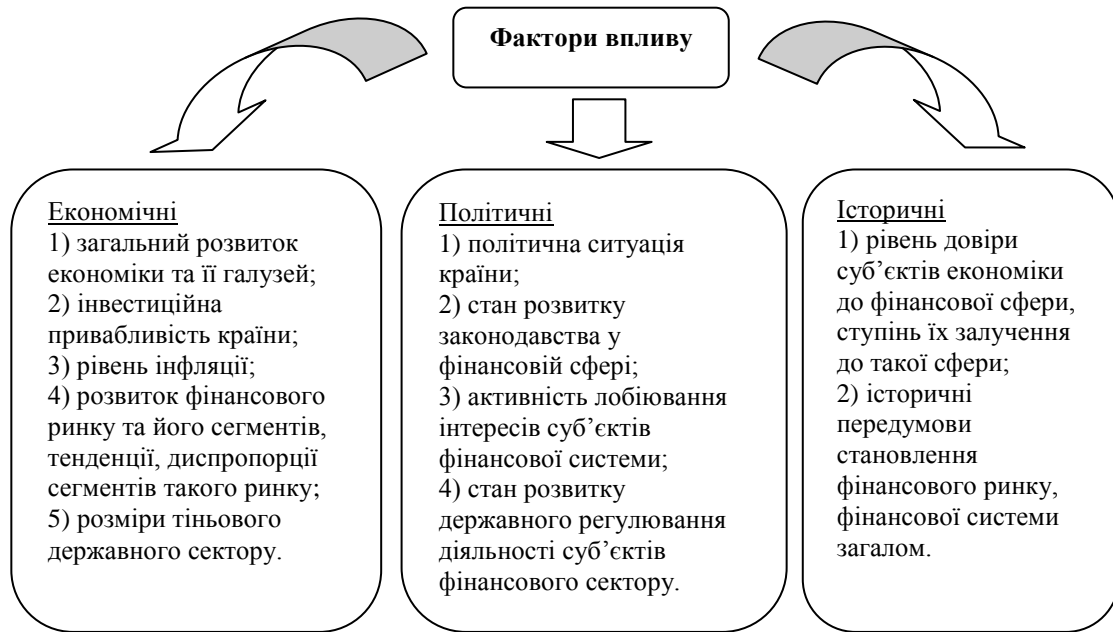 Фактори впливу
Економічні
1) загальний розвиток
економіки та її галузей;
2) інвестиційна
привабливість країни;
3) рівень інфляції;
4) розвиток фінансового
ринку та його сегментів,
тенденції, диспропорції
сегментів такого ринку;
5) розміри тіньового
державного сектору.
Політичні
1) політична ситуація
країни;
2) стан розвитку
законодавства у
фінансовій сфері;
3) активність лобіювання
інтересів суб’єктів
фінансової системи;
4) стан розвитку
державного регулювання
діяльності суб’єктів
фінансового сектору.
Історичні
1) рівень довіри
суб’єктів економіки
до фінансової сфери,
ступінь їх залучення
до такої сфери;
2) історичні
передумови
становлення
фінансового ринку,
фінансової системи
загалом.